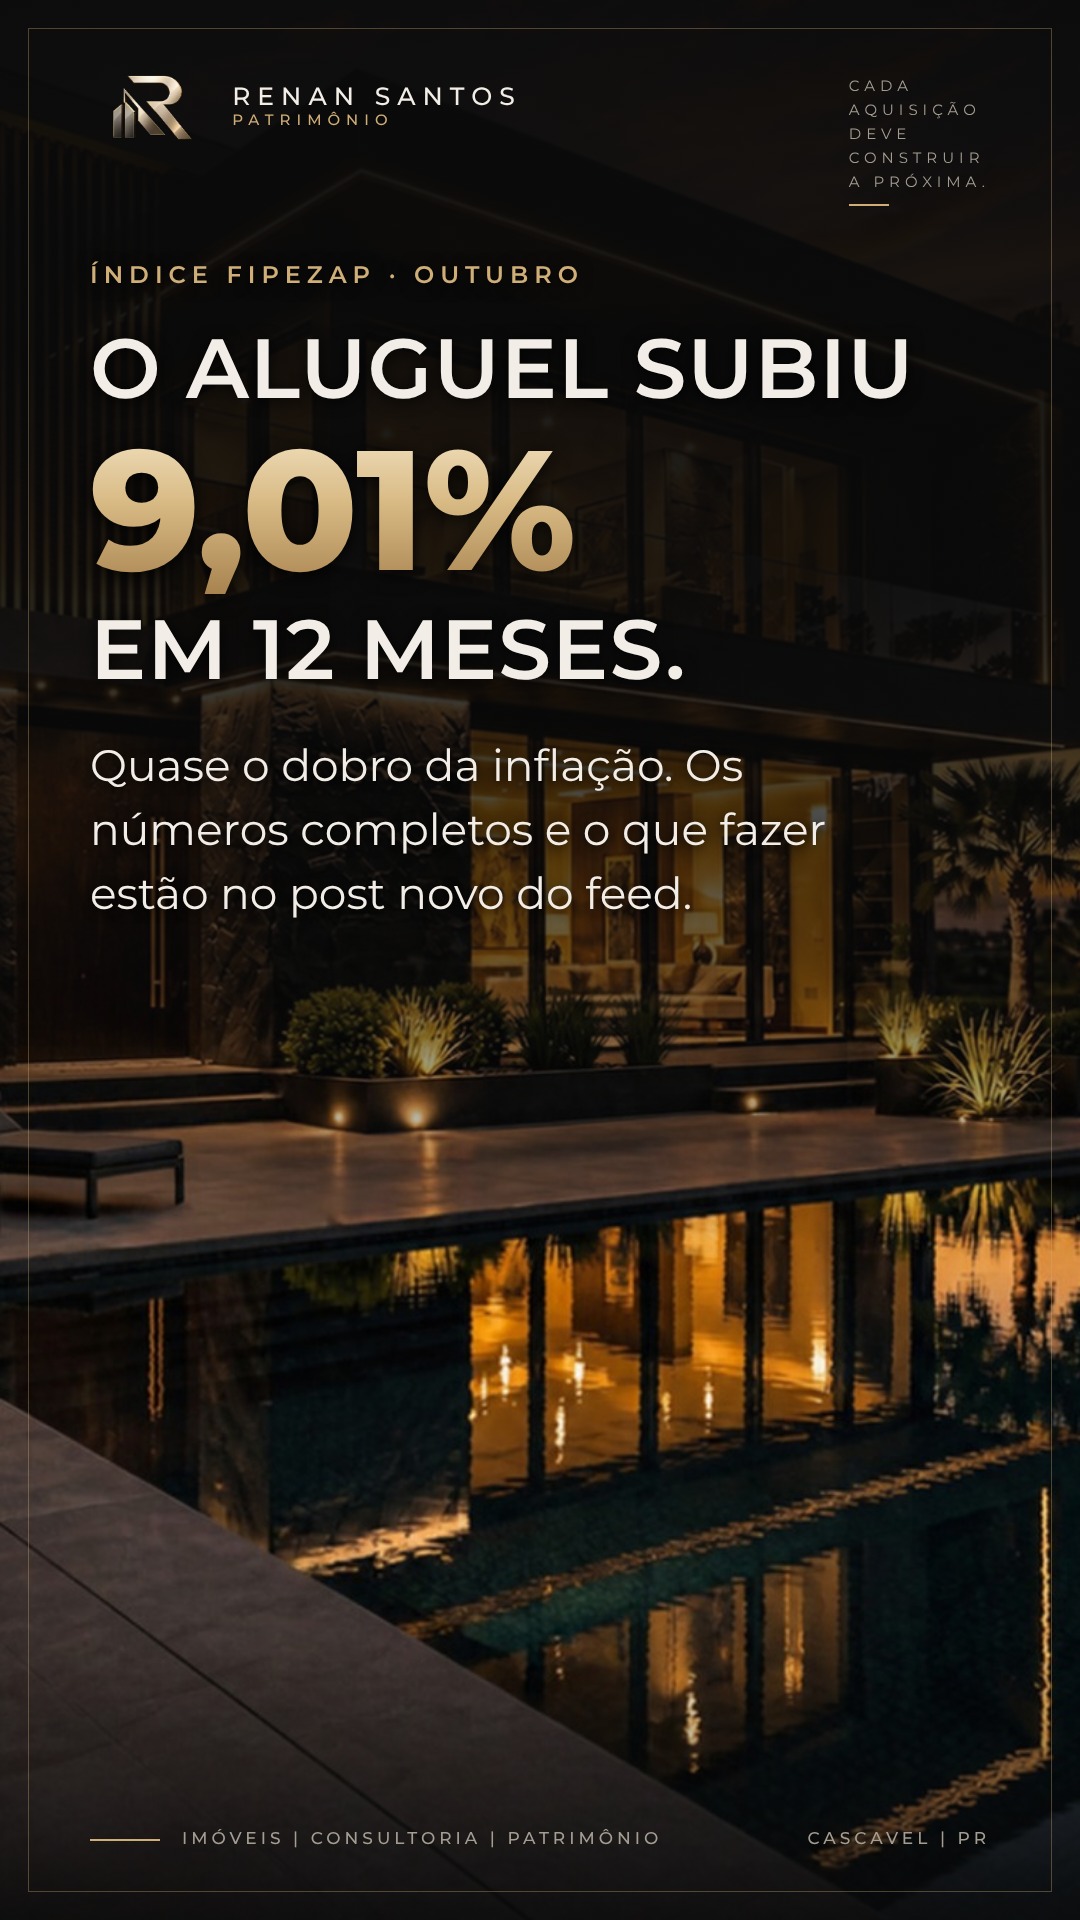 RENAN SANTOS
PATRIMÔNIO
CADA
AQUISIÇÃO
DEVE
CONSTRUIR
A PRÓXIMA.
ÍNDICE FIPEZAP · OUTUBRO
O ALUGUEL SUBIU
9,01%
EM 12 MESES.
Quase o dobro da inflação. Os
números completos e o que fazer
estão no post novo do feed.
IMÓVEIS | CONSULTORIA | PATRIMÔNIO
CASCAVEL | PR